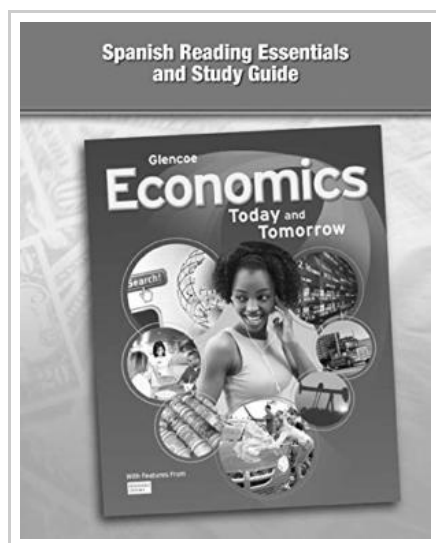 Spanish Reading Essentials
and Study Guide
Glencoe
Economics
Today and
Tomorrow
Search!
With Features From